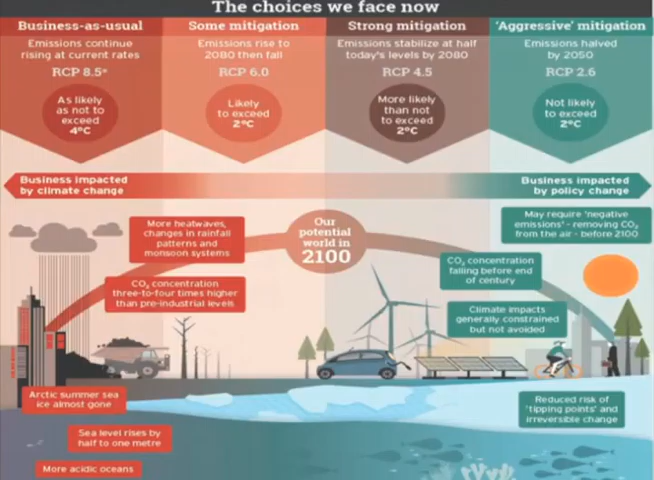 The choices we face now
Business-as-usual
Emissions continue
rising at current rates
RCP 8.5*
As likely
as not to
exceed
4°C
Some mitigation
Emissions rise to
2080 then fall
RCP 6.0
Likely
to exceed
2°C
Strong mitigation
Emissions stabilize at half
today's levels by 2080
RCP 4.5
More likely
than not
to exceed
2°C
'Aggressive' mitigation
Emissions halved
by 2050
RCP 2.6
Not likely
to exceed
2°C
Business impacted
by climate change
Business impacted
by policy change
Our
potential
world in
2100
More heatwaves,
changes in rainfall
patterns and
monsoon systems
CO₂ concentration
three-to-four times higher
than pre-industrial levels
May require 'negative
emissions' - removing CO₂
from the air - before 2100
CO₂ concentration
falling before end
of century
Climate impacts
generally constrained
but not avoided
Arctic summer sea
ice almost gone
Sea level rises by
half to one metre
More acidic oceans
Reduced risk of
'tipping points' and
irreversible change